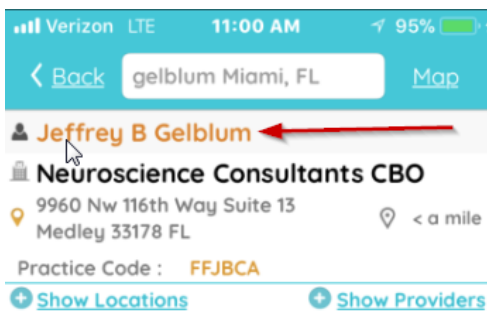 Verizon LTE 11:00 AM 95%
Back gelblum Miami, FL Map
Jeffrey B Gelblum
Neuroscience Consultants CBO
9960 Nw 116th Way Suite 13
Medley 33178 FL
< a mile
Practice Code : FFJBCA
Show Locations Show Providers